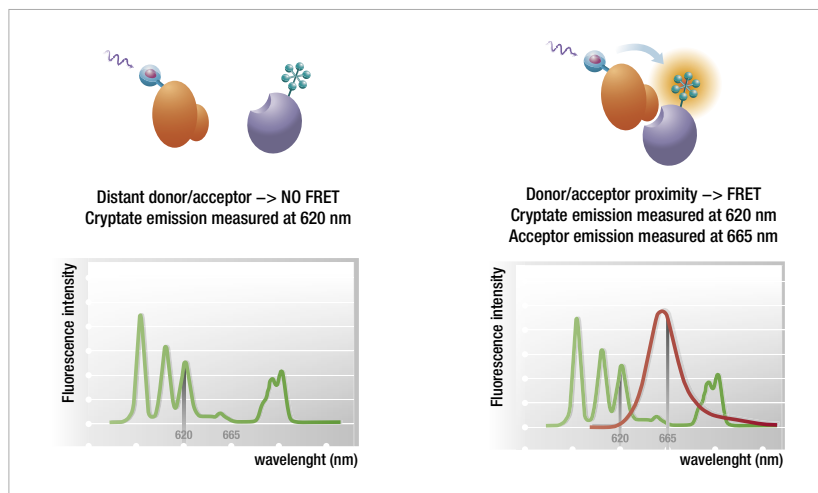 Distant donor/acceptor –> NO FRET
Cryptate emission measured at 620 nm
Donor/acceptor proximity –> FRET
Cryptate emission measured at 620 nm
Acceptor emission measured at 665 nm
Fluorescence intensity
620
665
wavelenght (nm)
Fluorescence intensity
620
665
wavelenght (nm)